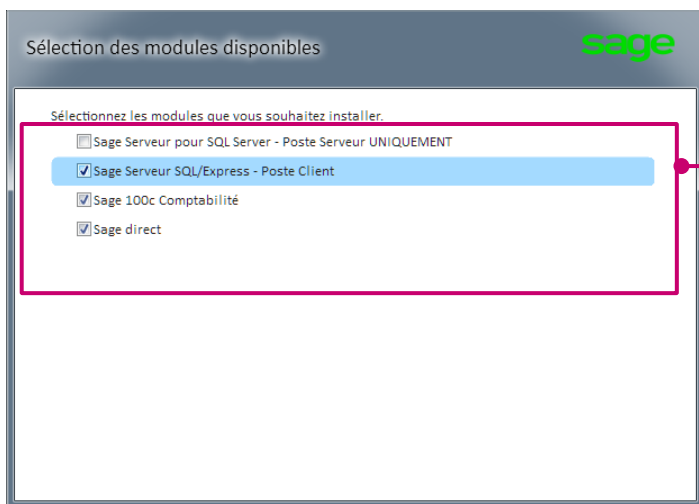 Sélection des modules disponibles
sage
Sélectionnez les modules que vous souhaitez installer.
Sage Serveur pour SQL Server - Poste Serveur UNIQUEMENT
Sage Serveur SQL/Express - Poste Client
Sage 100c Comptabilité
Sage direct